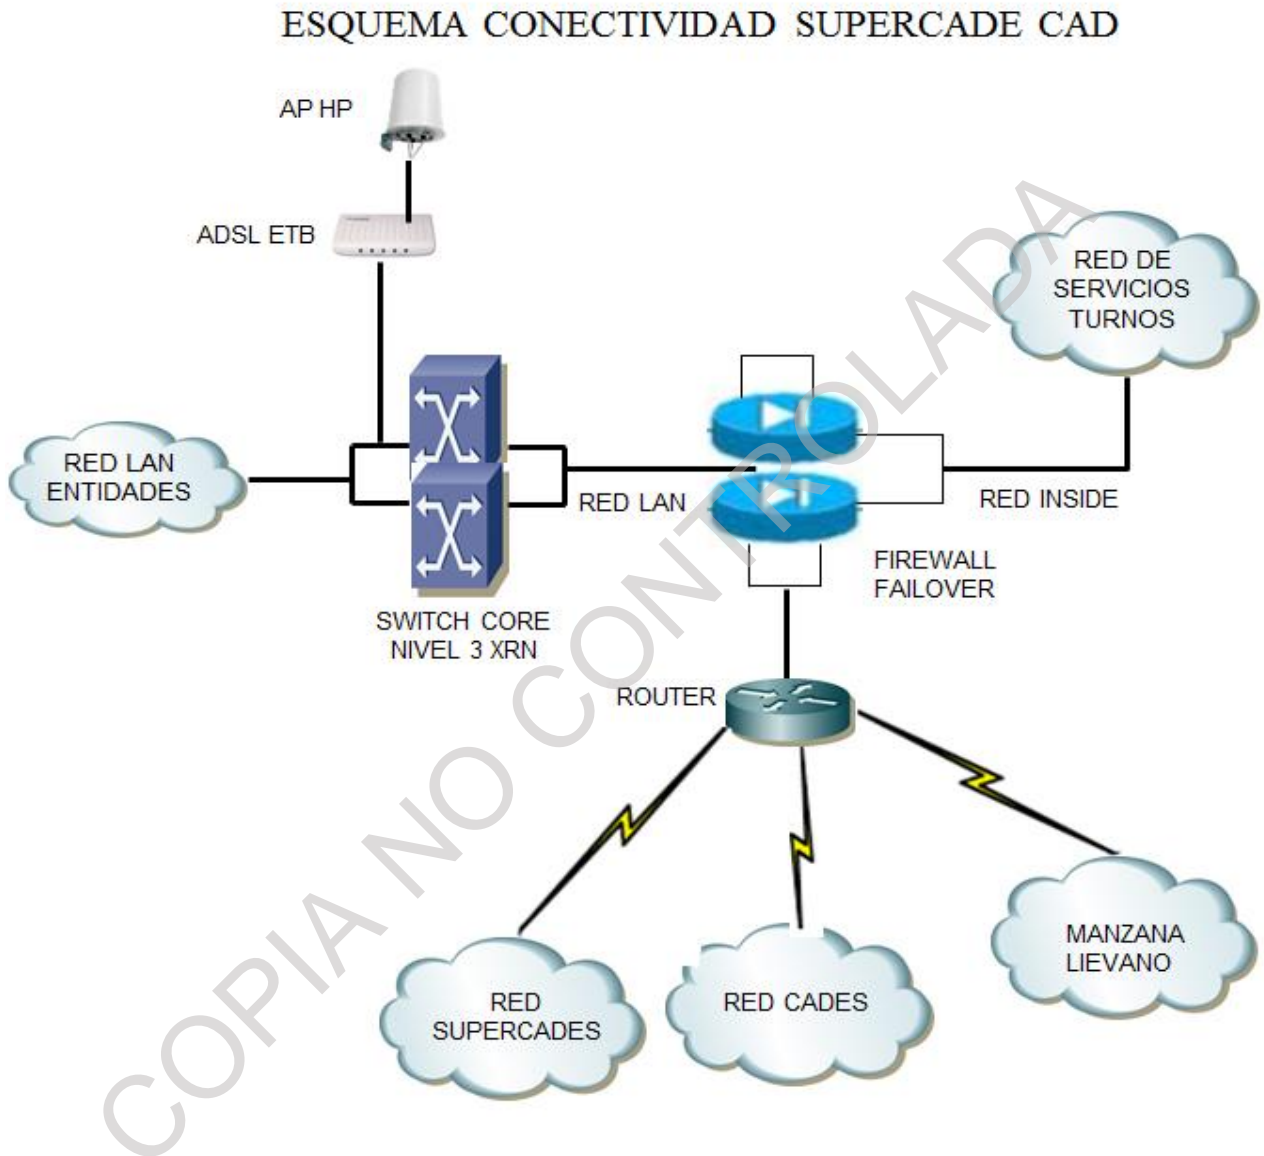 ESQUEMA CONECTIVIDAD SUPERCADE CAD
AP HP
ADSL ETB
RED DE
SERVICIOS
TURNOS
RED LAN
ENTIDADES
RED LAN
RED INSIDE
FIREWALL
FAILOVER
SWITCH CORE
NIVEL 3 XRN
ROUTER
MANZANA
LIEVANO
RED
SUPERCADES
RED CADES
COPIA NO CONTROLADA